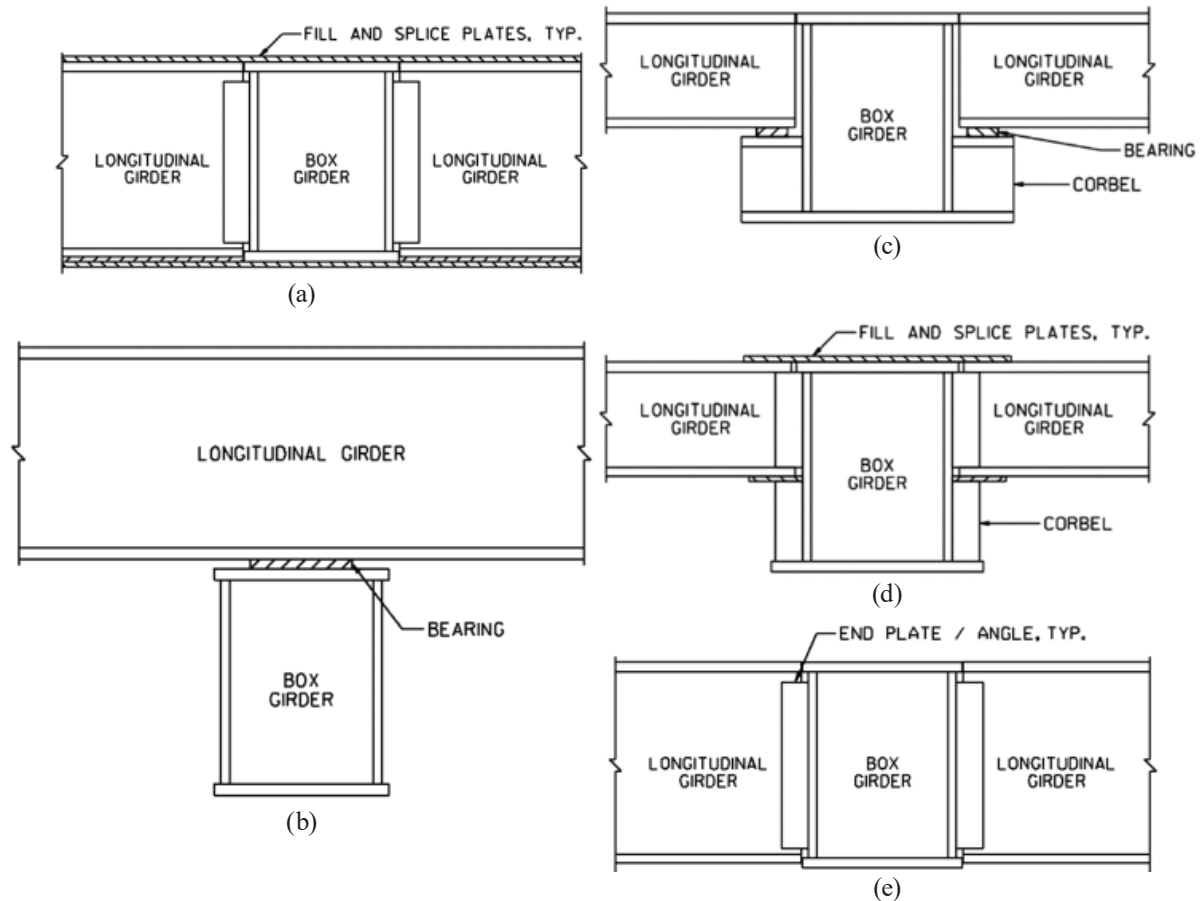 FILL AND SPLICE PLATES, TYP.
LONGITUDINAL
GIRDER
BOX
GIRDER
LONGITUDINAL
GIRDER
(a)
LONGITUDINAL GIRDER
BEARING
BOX
GIRDER
(b)
LONGITUDINAL
GIRDER
BOX
GIRDER
LONGITUDINAL
GIRDER
BEARING
CORBEL
(c)
FILL AND SPLICE PLATES, TYP.
LONGITUDINAL
GIRDER
BOX
GIRDER
LONGITUDINAL
GIRDER
CORBEL
(d)
END PLATE / ANGLE, TYP.
LONGITUDINAL
GIRDER
BOX
GIRDER
LONGITUDINAL
GIRDER
(e)